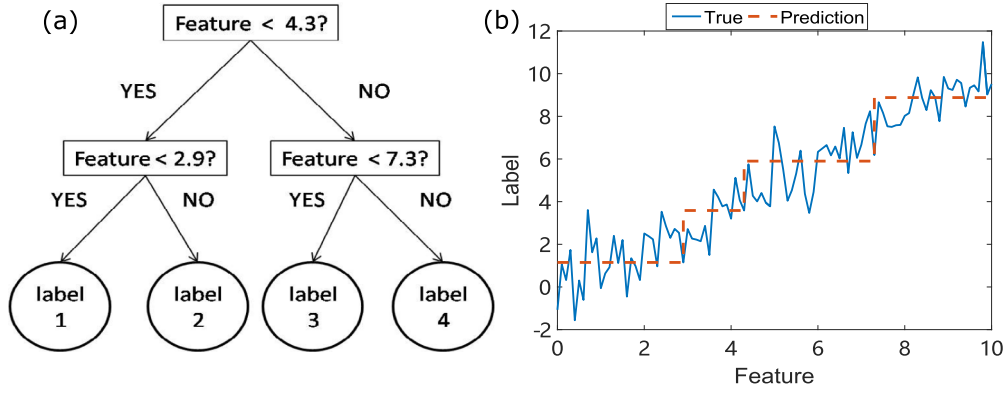 (a)
Feature < 4.3?
YES
NO
Feature < 2.9?
Feature < 7.3?
YES
NO
YES
NO
label
1
label
2
label
3
label
4
(b)
True
Prediction
12
10
8
6
4
2
0
-2
Label
0
2
4
6
8
10
Feature